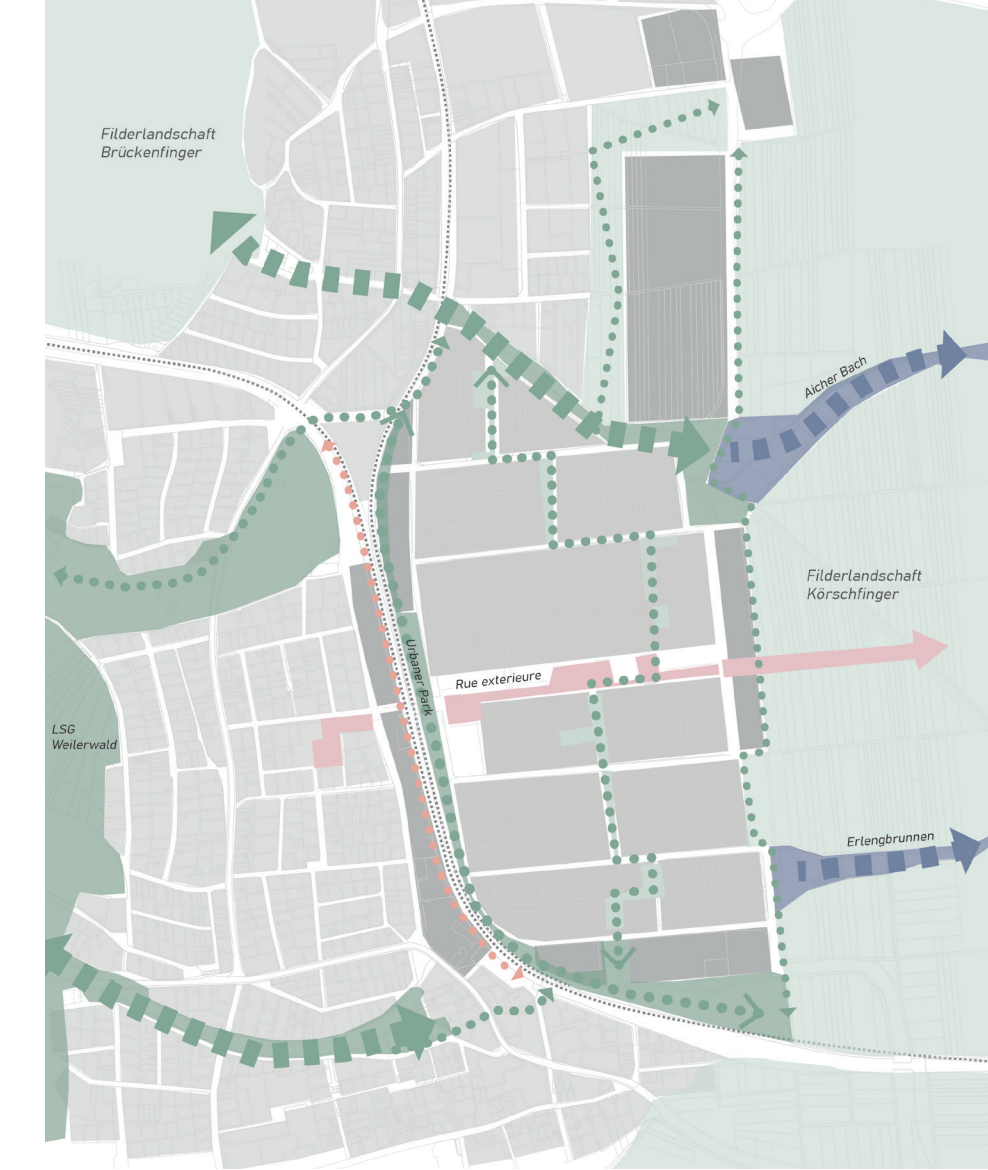 Filderlandschaft
Brückenfinger
Aicher Bach
Filderlandschaft
Körschfinger
Urbaner Park
Rue exterieure
LSG
Weilerwald
Erlengbrunnen